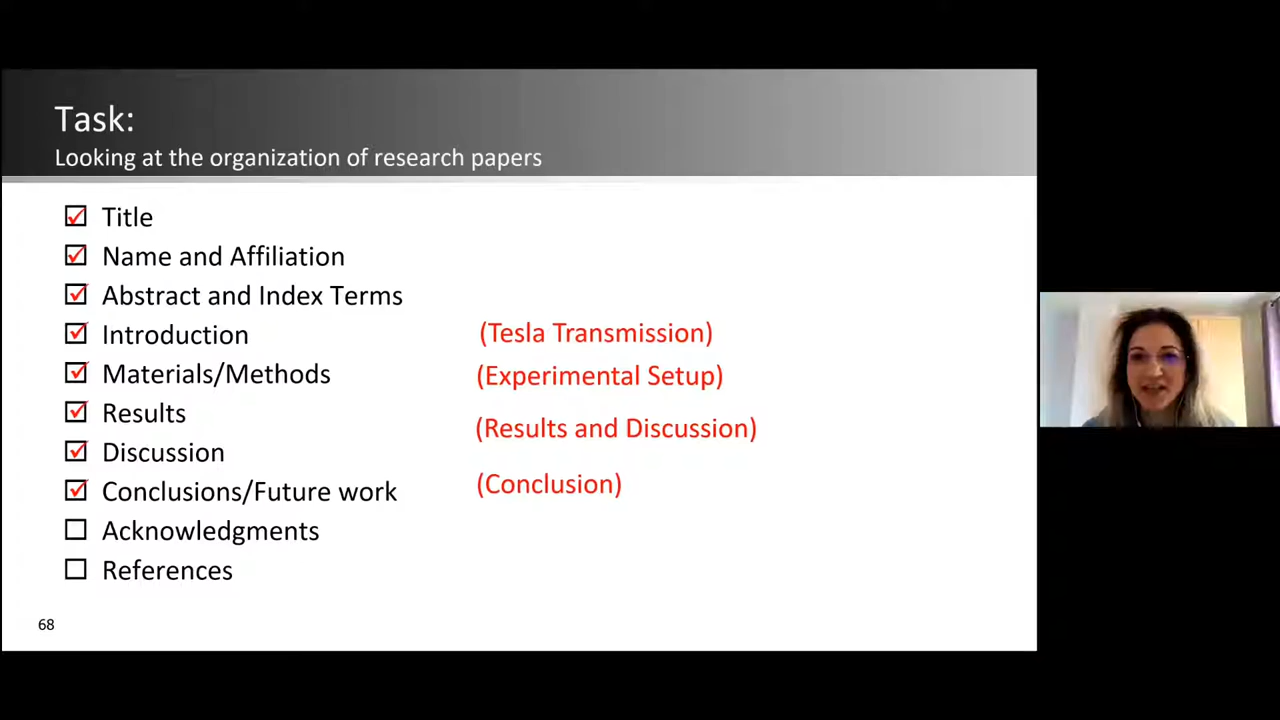 Task:
Looking at the organization of research papers
Title
Name and Affiliation
Abstract and Index Terms
Introduction (Tesla Transmission)
Materials/Methods (Experimental Setup)
Results (Results and Discussion)
Discussion
Conclusions/Future work (Conclusion)
Acknowledgments
References
68